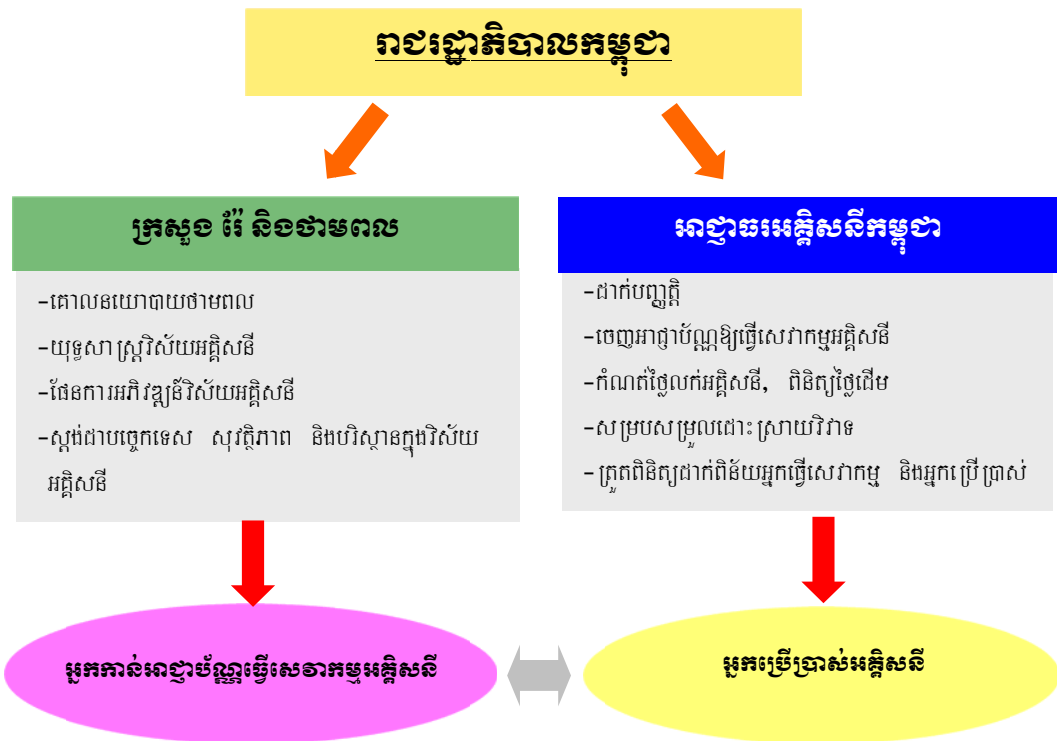 រាជរដ្ឋាភិបាលកម្ពុជា
ក្រសួង រ៉ែ និងថាមពល
-គោលនយោបាយថាមពល
-យុទ្ធសាស្ត្រវិស័យអគ្គិសនី
-ផែនការអភិវឌ្ឍន៍វិស័យអគ្គិសនី
-ស្តង់ដាបច្ចេកទេស សុវត្ថិភាព និងបរិស្ថានក្នុងវិស័យ
អគ្គិសនី
អាជ្ញាធរអគ្គិសនីកម្ពុជា
-ដាក់បញ្ញត្តិ
-ចេញអាជ្ញាប័ណ្ណឱ្យធ្វើសេវាកម្មអគ្គិសនី
-កំណត់ថ្លៃលក់អគ្គិសនី, ពិនិត្យថ្លៃដើម
-សម្របសម្រួលដោះស្រាយវិវាទ
-ត្រួតពិនិត្យដាក់ពិន័យអ្នកធ្វើសេវាកម្ម និងអ្នកប្រើប្រាស់
អ្នកកាន់អាជ្ញាប័ណ្ណធ្វើសេវាកម្មអគ្គិសនី
អ្នកប្រើប្រាស់អគ្គិសនី